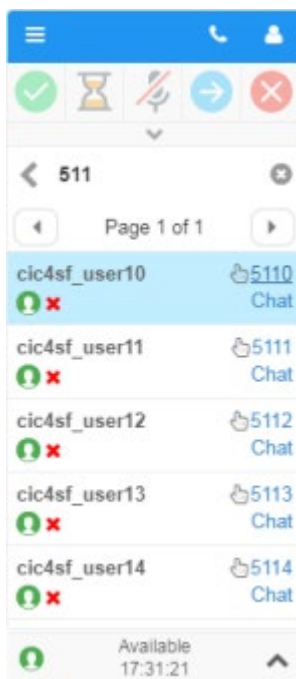 511
Page 1 of 1
cic4sf_user10 5110
Chat
cic4sf_user11 5111
Chat
cic4sf_user12 5112
Chat
cic4sf_user13 5113
Chat
cic4sf_user14 5114
Chat
Available
17:31:21